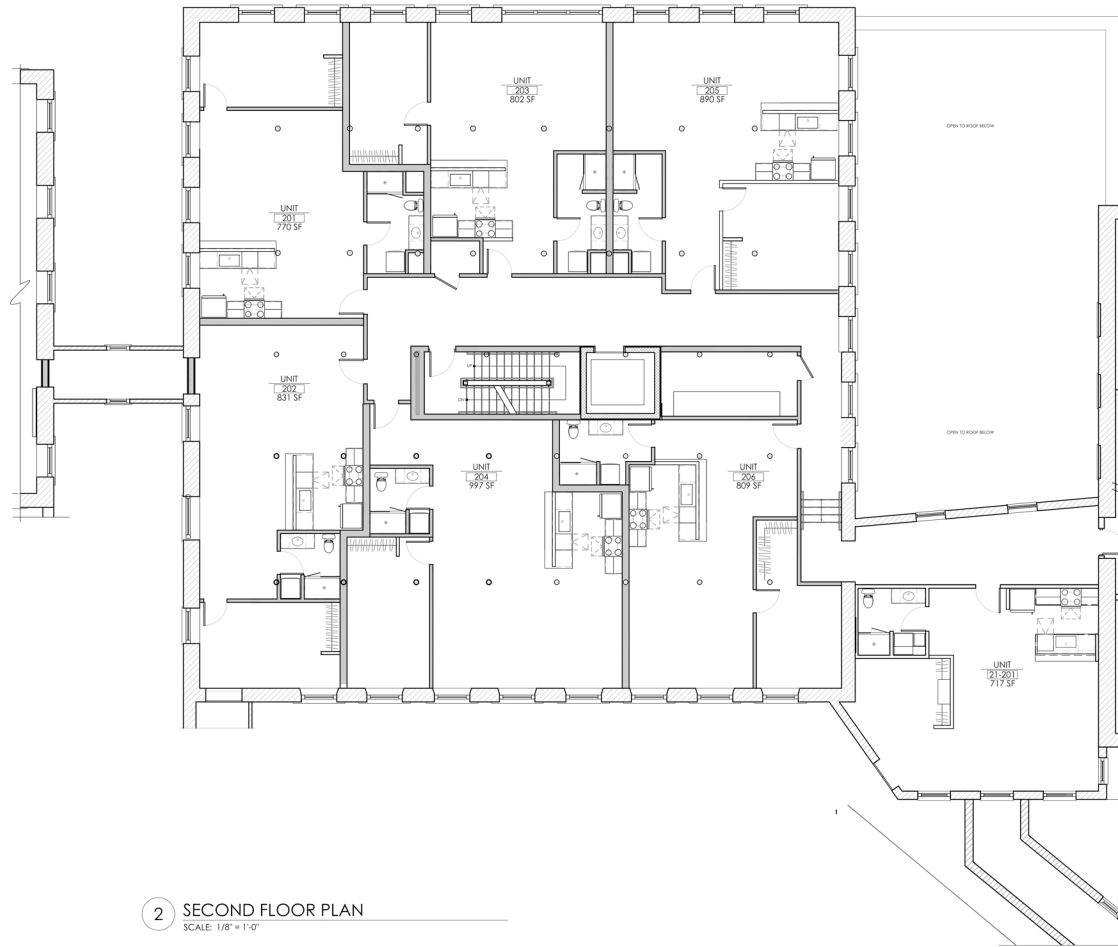 UNIT
203
802 SF
UNIT
205
890 SF
OPEN TO ROOF BELOW
UNIT
201
770 SF
UP
DN
UNIT
202
831 SF
OPEN TO ROOF BELOW
UNIT
204
997 SF
UNIT
206
809 SF
UNIT
21-201
717 SF
2
SECOND FLOOR PLAN
SCALE: 1/8" = 1'-0"